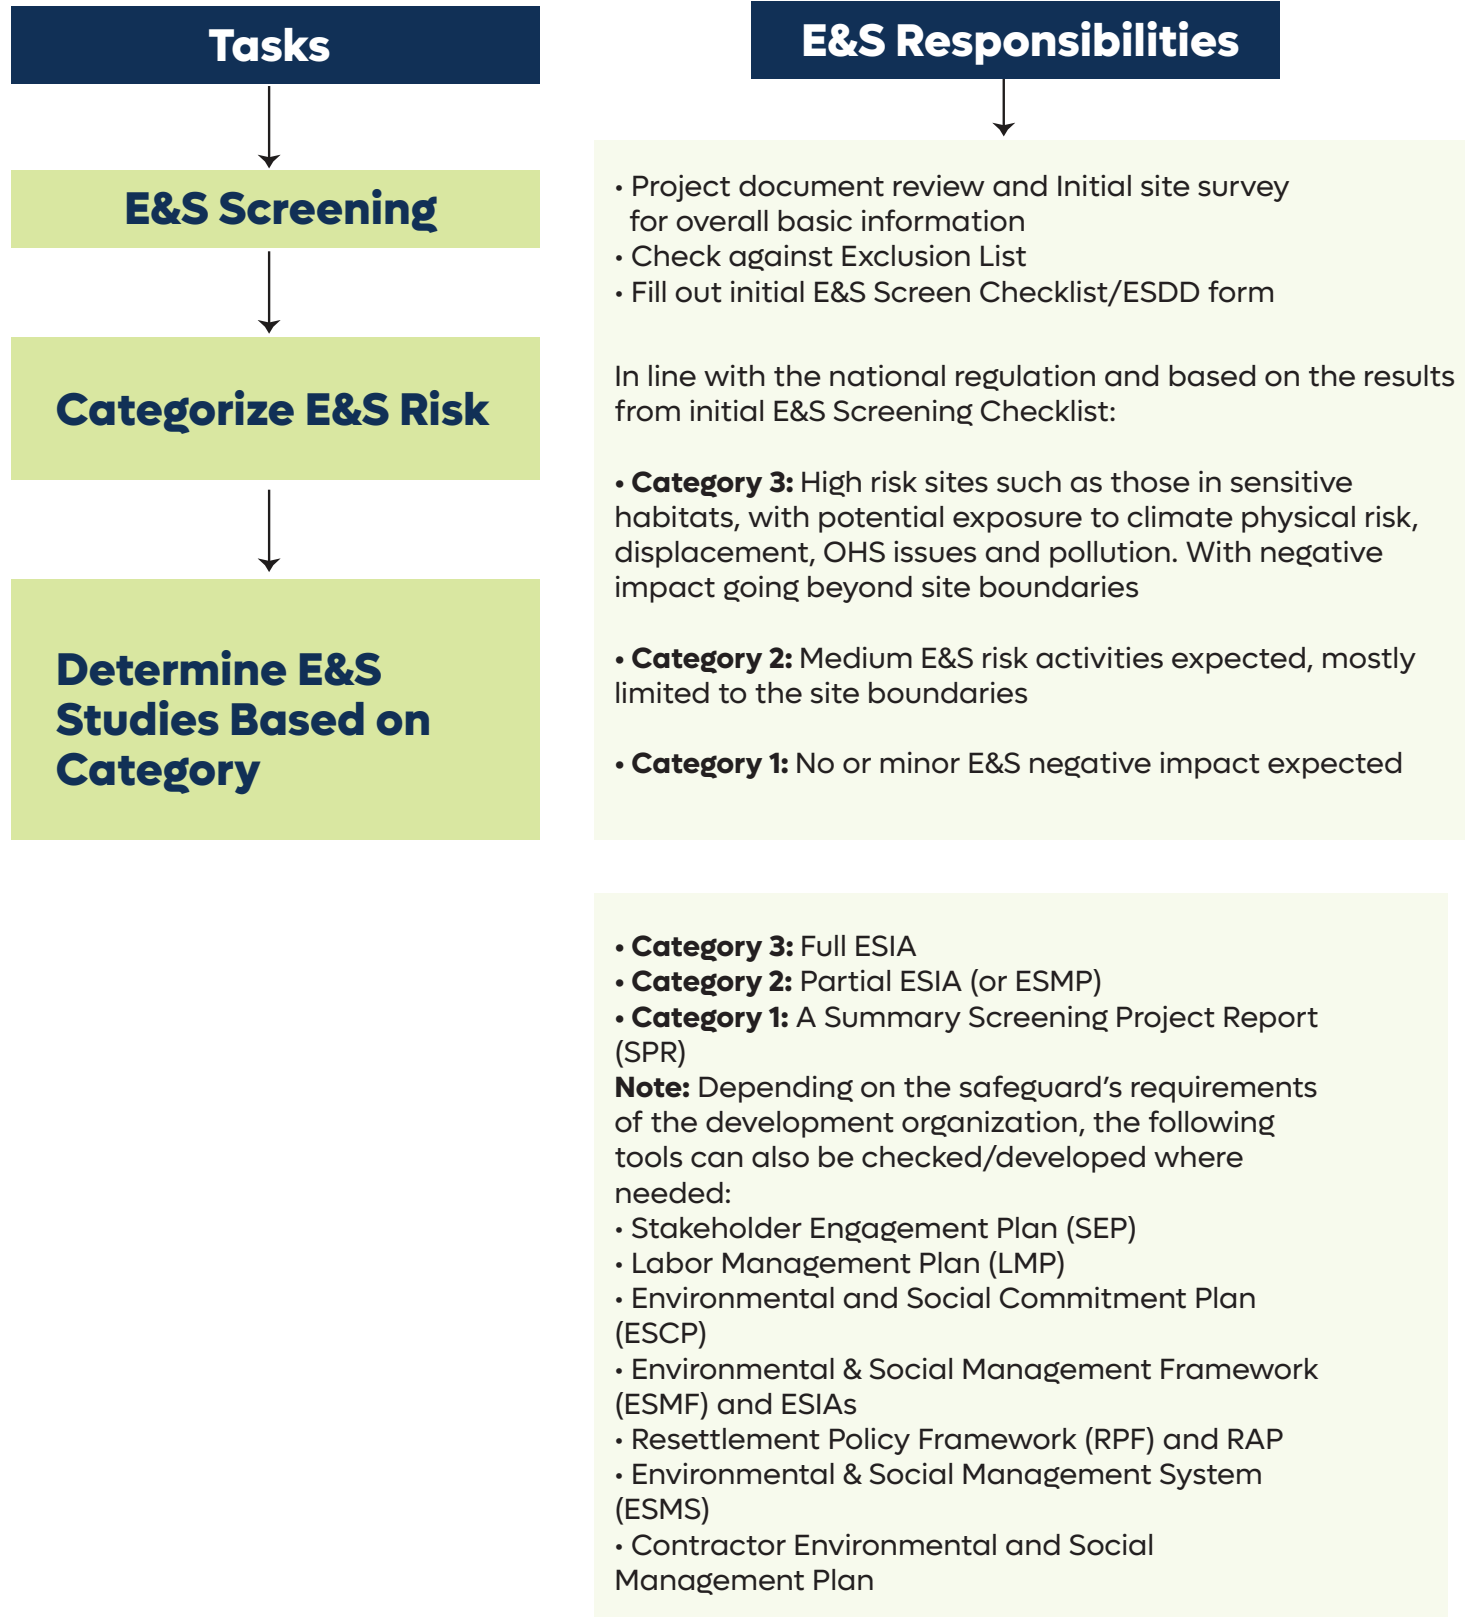 Tasks
E&S Screening
Categorize E&S Risk
Determine E&S
Studies Based on
Category
E&S Responsibilities
• Project document review and Initial site survey
for overall basic information
• Check against Exclusion List
• Fill out initial E&S Screen Checklist/ESDD form
In line with the national regulation and based on the results
from initial E&S Screening Checklist:
• Category 3: High risk sites such as those in sensitive
habitats, with potential exposure to climate physical risk,
displacement, OHS issues and pollution. With negative
impact going beyond site boundaries
• Category 2: Medium E&S risk activities expected, mostly
limited to the site boundaries
• Category 1: No or minor E&S negative impact expected
• Category 3: Full ESIA
• Category 2: Partial ESIA (or ESMP)
• Category 1: A Summary Screening Project Report
(SPR)
Note: Depending on the safeguard’s requirements
of the development organization, the following
tools can also be checked/developed where
needed:
• Stakeholder Engagement Plan (SEP)
• Labor Management Plan (LMP)
• Environmental and Social Commitment Plan
(ESCP)
• Environmental & Social Management Framework
(ESMF) and ESIAs
• Resettlement Policy Framework (RPF) and RAP
• Environmental & Social Management System
(ESMS)
• Contractor Environmental and Social
Management Plan